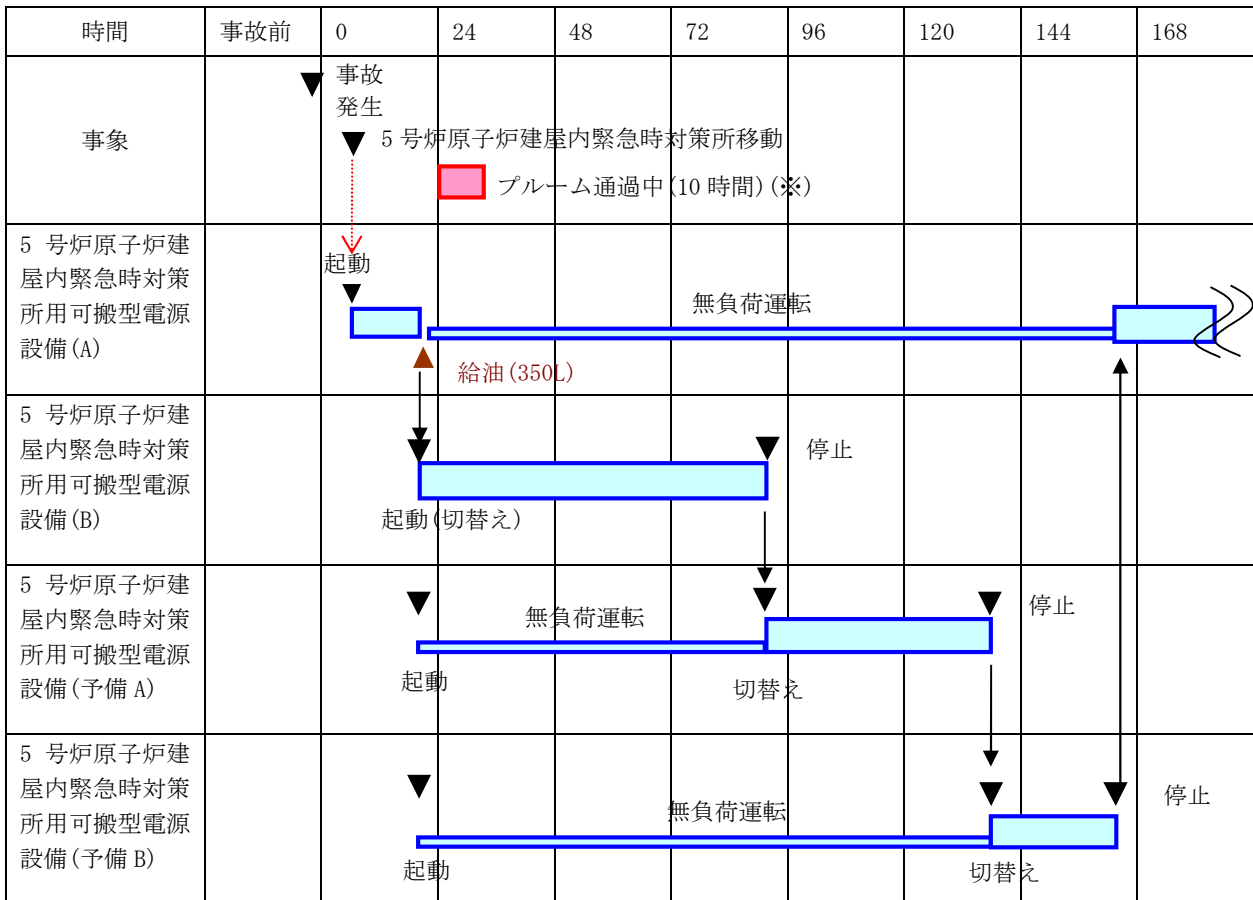 時間 事故前 0 24 48 72 96 120 144 168
事象
事故
発生
5 号炉原子炉建屋内緊急時対策所移動
プルーム通過中(10 時間)(※)
5 号炉原子炉建
屋内緊急時対策
所用可搬型電源
設備(A)
起動
無負荷運転
給油(350L)
5 号炉原子炉建
屋内緊急時対策
所用可搬型電源
設備(B)
停止
起動(切替え)
5 号炉原子炉建
屋内緊急時対策
所用可搬型電源
設備(予備 A)
無負荷運転
停止
起動
切替え
5 号炉原子炉建
屋内緊急時対策
所用可搬型電源
設備(予備 B)
無負荷運転
停止
起動
切替え